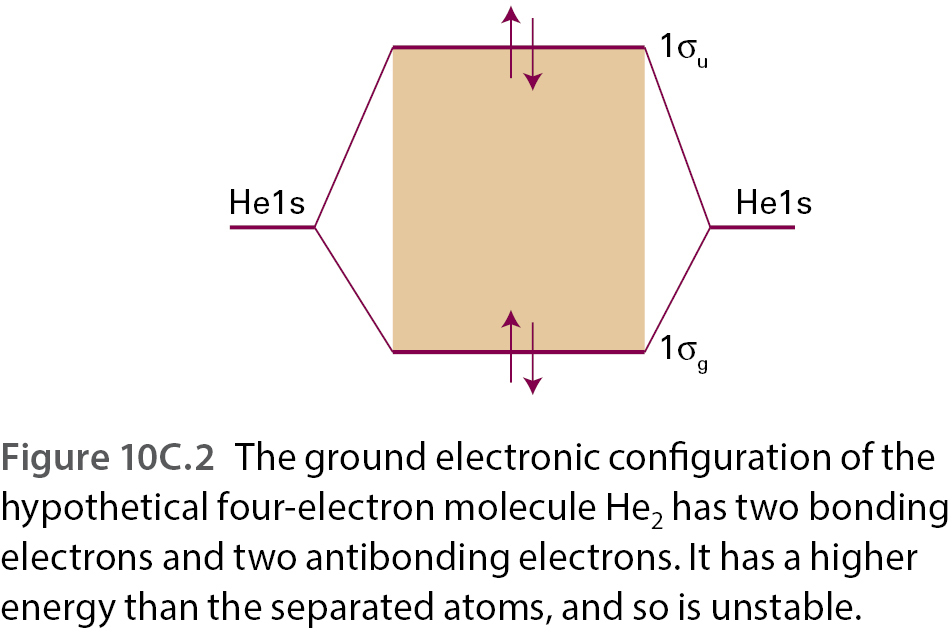 1σᵤ
He1s He1s
1σg
Figure 10C.2 The ground electronic configuration of the
hypothetical four-electron molecule He₂ has two bonding
electrons and two antibonding electrons. It has a higher
energy than the separated atoms, and so is unstable.